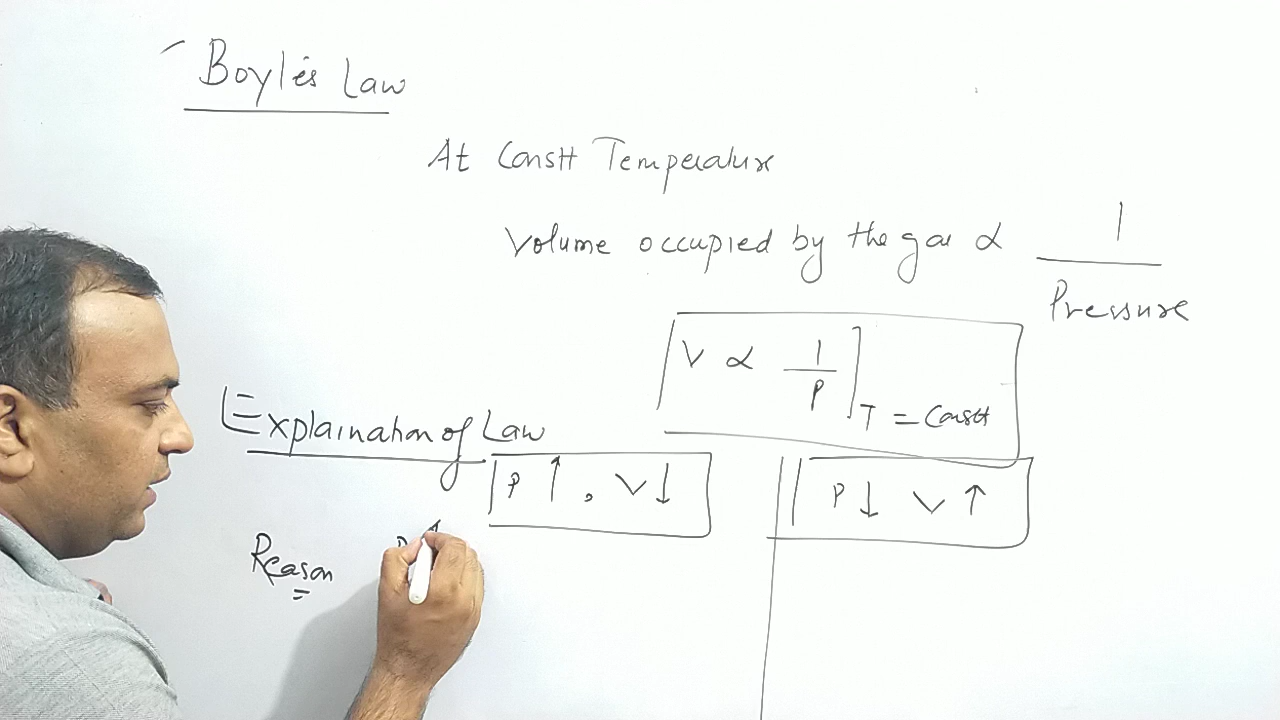 Boyle's Law
At Constt Temperature
Volume occupied by the gas ∝ 1
Pressure
V ∝ 1/P ] T = Constt
Explaination of Law
P ↑, V ↓
P ↓ V ↑
Reason